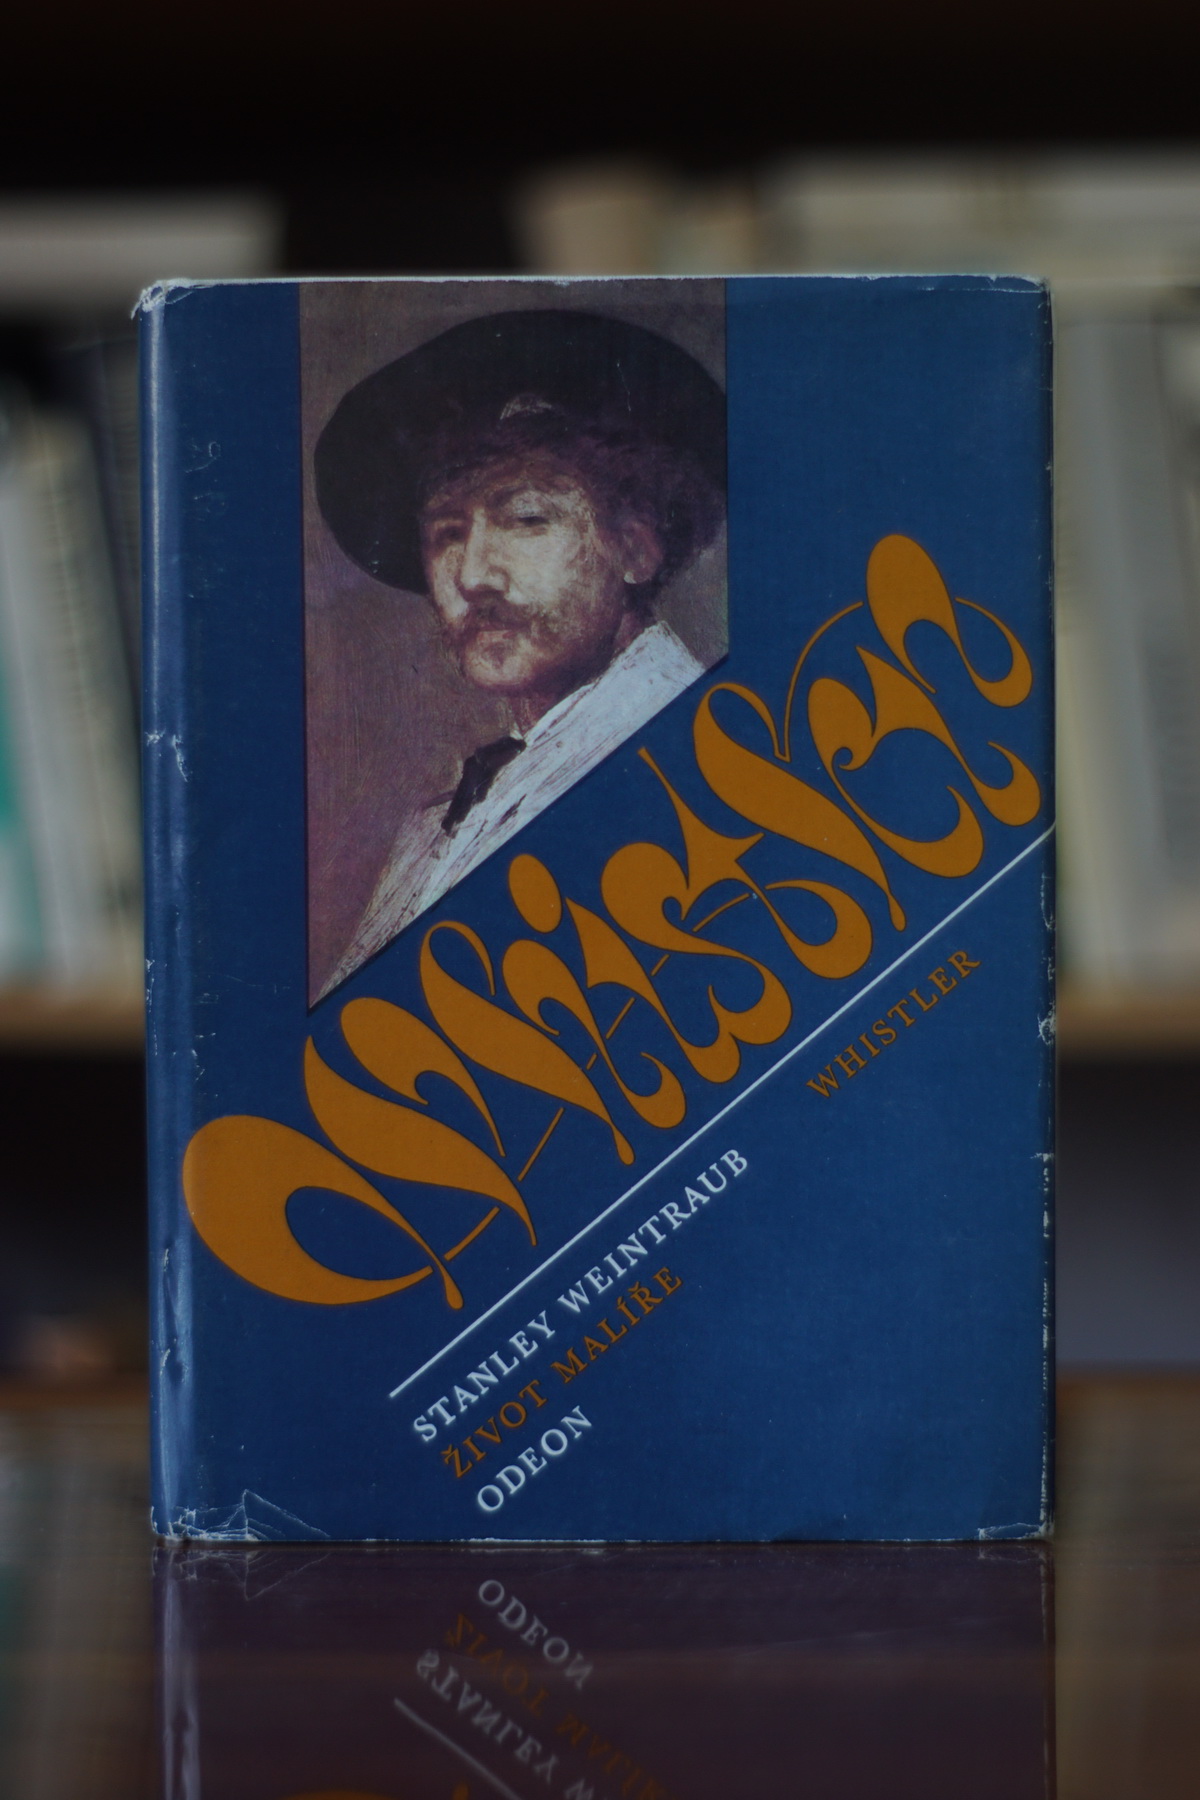 Whistler
WHISTLER
STANLEY WEINTRAUB
ŽIVOT MALÍŘE
ODEON